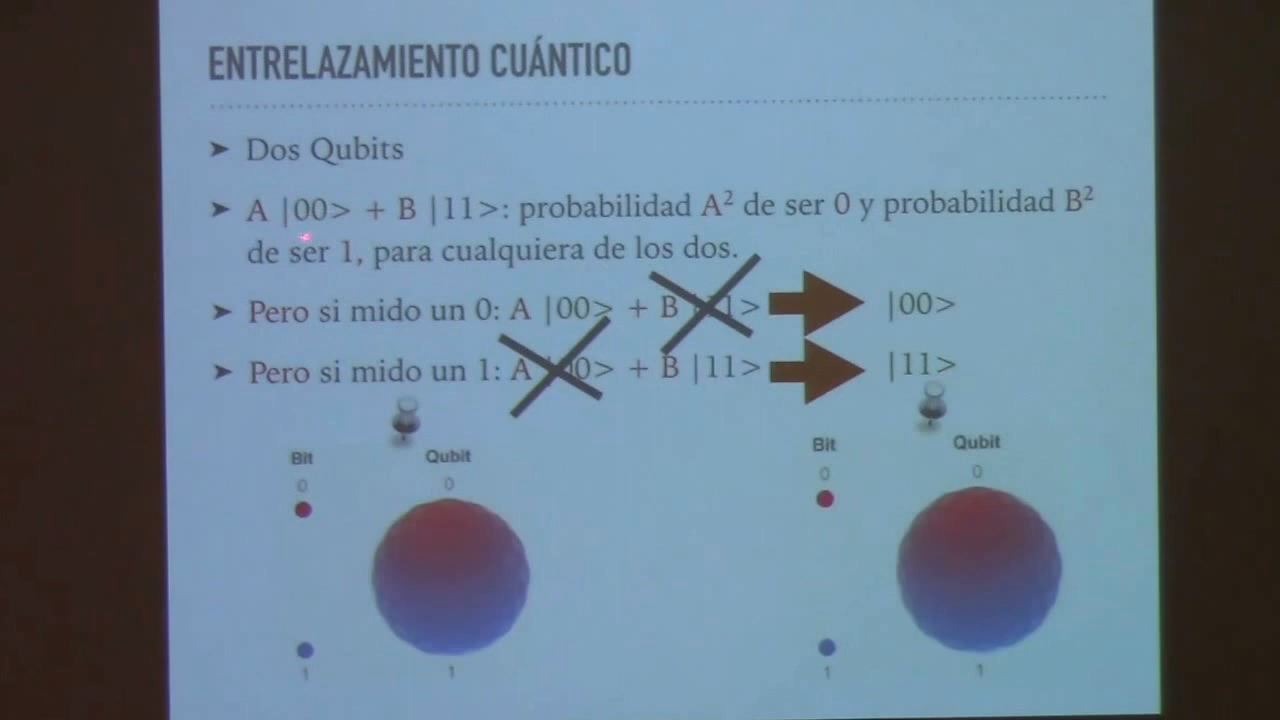 ENTRELAZAMIENTO CUÁNTICO
➤ Dos Qubits
➤ A |00> + B |11>: probabilidad A² de ser 0 y probabilidad B²
de ser 1, para cualquiera de los dos.
➤ Pero si mido un 0: A |00> + B |11> |00>
➤ Pero si mido un 1: A |00> + B |11> |11>
Bit Qubit Bit Qubit
0 0 0 0
1 1 1 1